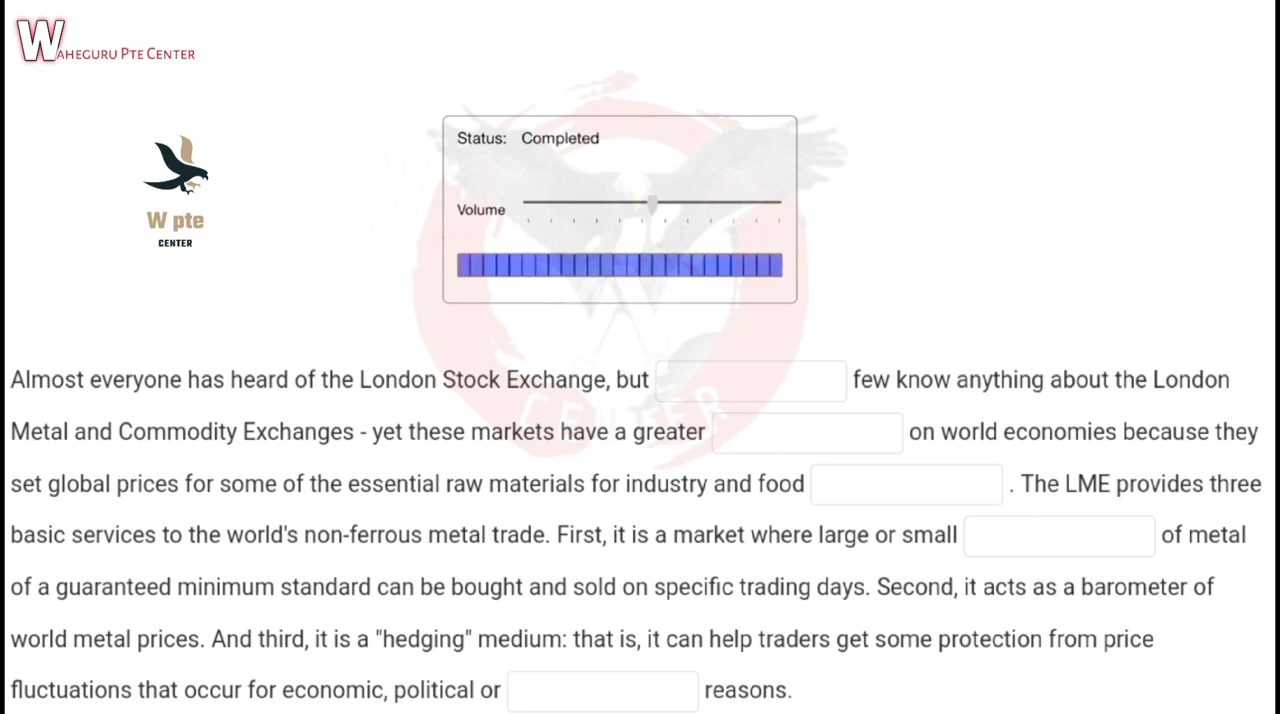 WAHEGURU PTE CENTER
Status: Completed
W pte
CENTER
Volume
CENTER
Almost everyone has heard of the London Stock Exchange, but few know anything about the London
Metal and Commodity Exchanges - yet these markets have a greater on world economies because they
set global prices for some of the essential raw materials for industry and food . The LME provides three
basic services to the world's non-ferrous metal trade. First, it is a market where large or small of metal
of a guaranteed minimum standard can be bought and sold on specific trading days. Second, it acts as a barometer of
world metal prices. And third, it is a "hedging" medium: that is, it can help traders get some protection from price
fluctuations that occur for economic, political or reasons.